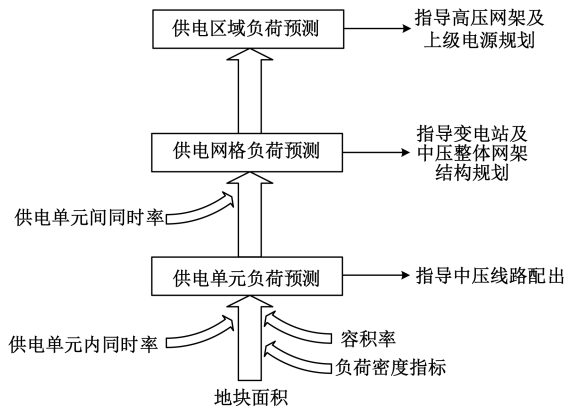 供电区域负荷预测
指导高压网架及
上级电源规划
供电网格负荷预测
指导变电站及
中压整体网架
结构规划
供电单元间同时率
供电单元负荷预测
指导中压线路配出
供电单元内同时率
容积率
负荷密度指标
地块面积